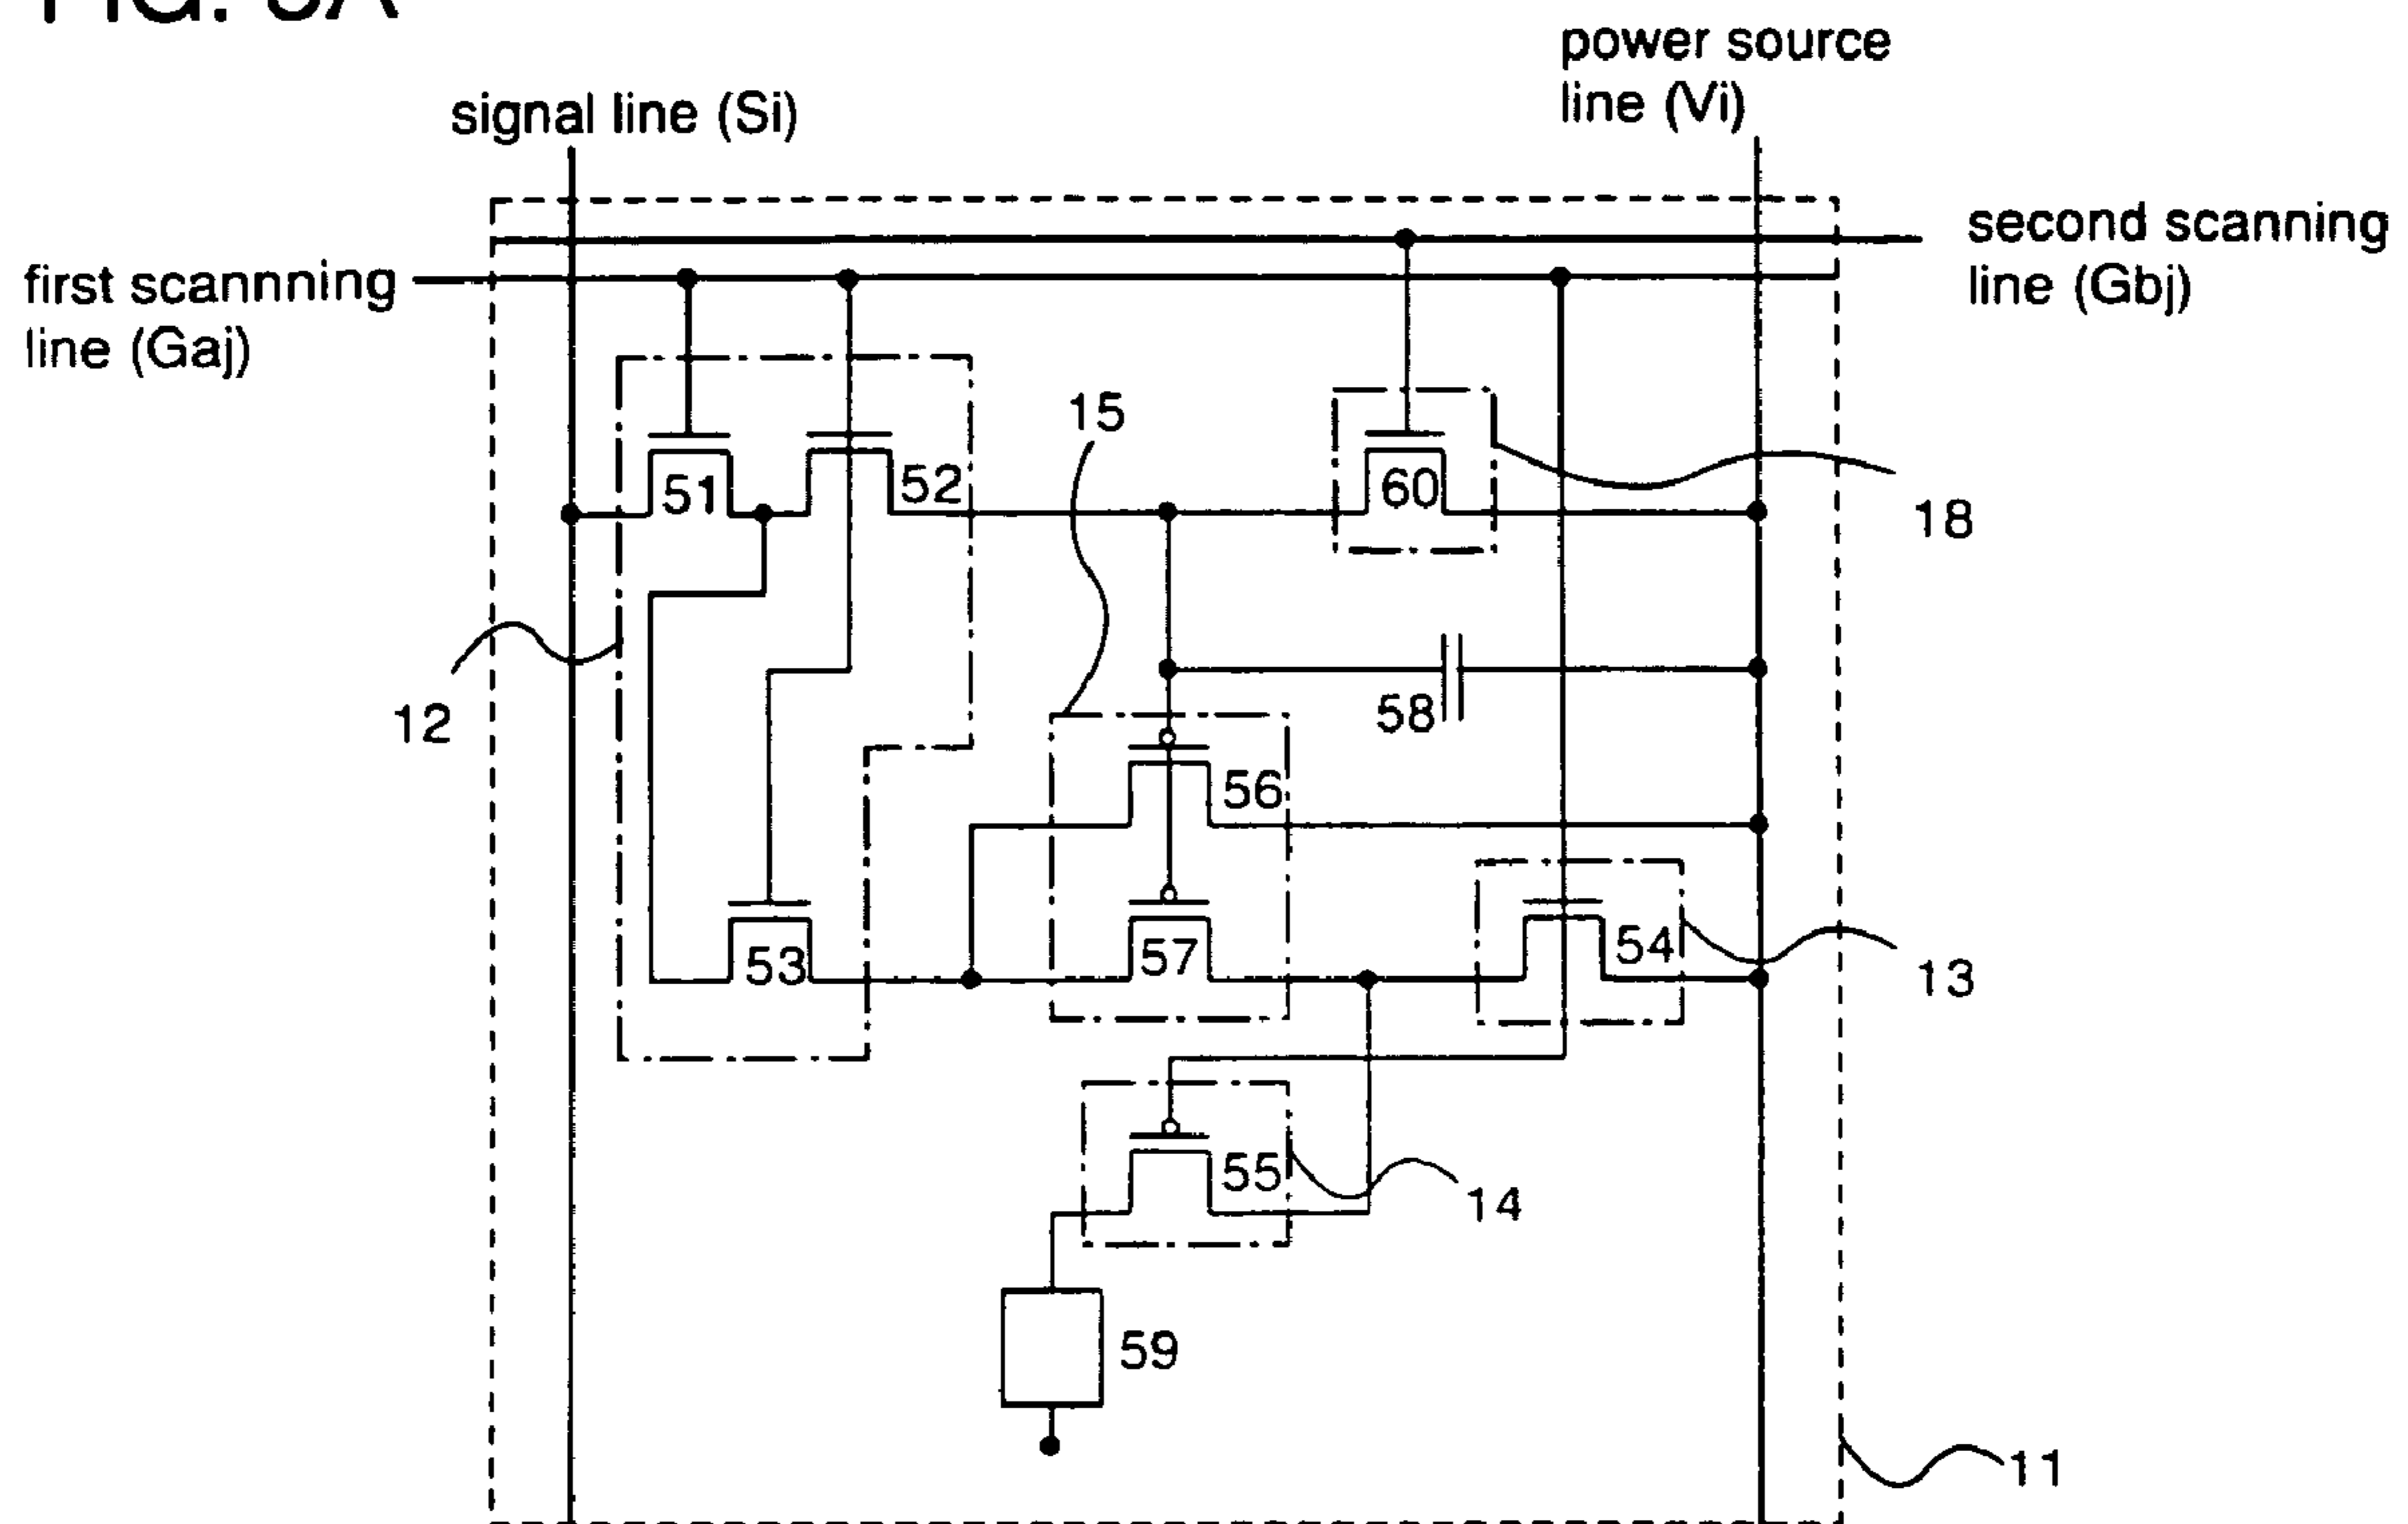 power source
line (Vi)
signal line (Si)
second scanning
line (Gbj)
first scannning
line (Gaj)
15
51
52
60
18
12
58
56
53
57
54
13
55
14
59
11